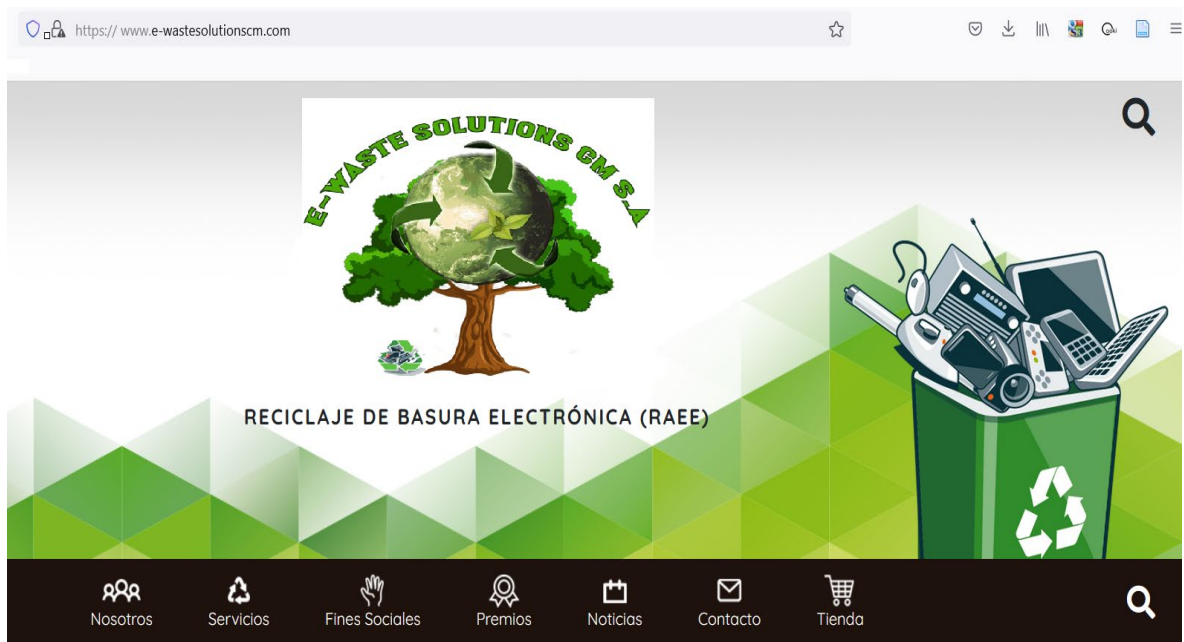 https:// www.e-wastesolutionscm.com
E-WASTE SOLUTIONS CM S.A
RECICLAJE DE BASURA ELECTRÓNICA (RAEE)
Nosotros Servicios Fines Sociales Premios Noticias Contacto Tienda